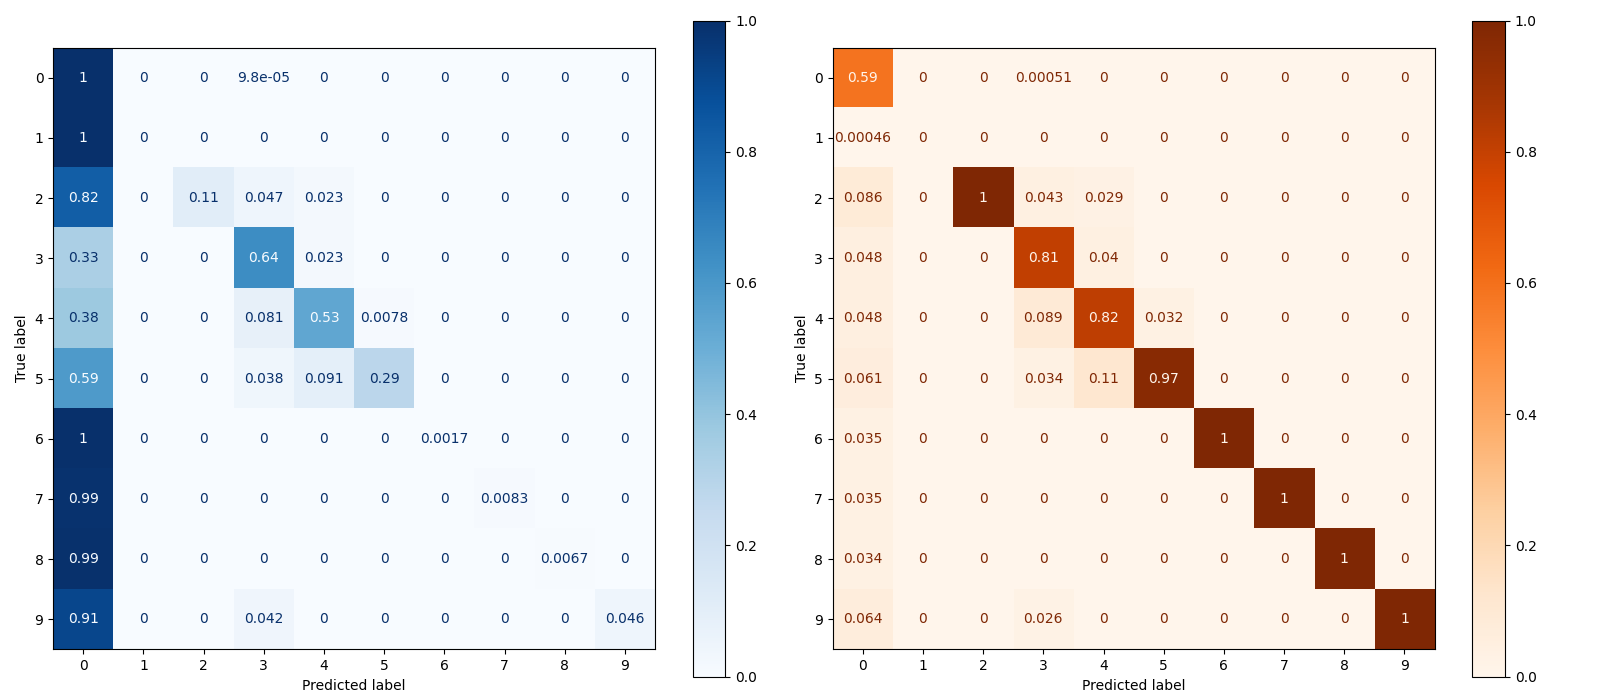 0 1 0 0 9.8e-05 0 0 0 0 0 0
1 1 0 0 0 0 0 0 0 0 0
2 0.82 0 0.11 0.047 0.023 0 0 0 0 0
3 0.33 0 0 0.64 0.023 0 0 0 0 0
4 0.38 0 0 0.081 0.53 0.0078 0 0 0 0
5 0.59 0 0 0.038 0.091 0.29 0 0 0 0
6 1 0 0 0 0 0 0.0017 0 0 0
7 0.99 0 0 0 0 0 0 0.0083 0 0
8 0.99 0 0 0 0 0 0 0 0.0067 0
9 0.91 0 0 0.042 0 0 0 0 0 0.046
0 1 2 3 4 5 6 7 8 9
Predicted label
True label
1.0
0.8
0.6
0.4
0.2
0.0
0 0.59 0 0 0.00051 0 0 0 0 0 0
1 0.00046 0 0 0 0 0 0 0 0 0
2 0.086 0 1 0.043 0.029 0 0 0 0 0
3 0.048 0 0 0.81 0.04 0 0 0 0 0
4 0.048 0 0 0.089 0.82 0.032 0 0 0 0
5 0.061 0 0 0.034 0.11 0.97 0 0 0 0
6 0.035 0 0 0 0 0 1 0 0 0
7 0.035 0 0 0 0 0 0 1 0 0
8 0.034 0 0 0 0 0 0 0 1 0
9 0.064 0 0 0.026 0 0 0 0 0 1
0 1 2 3 4 5 6 7 8 9
Predicted label
True label
1.0
0.8
0.6
0.4
0.2
0.0